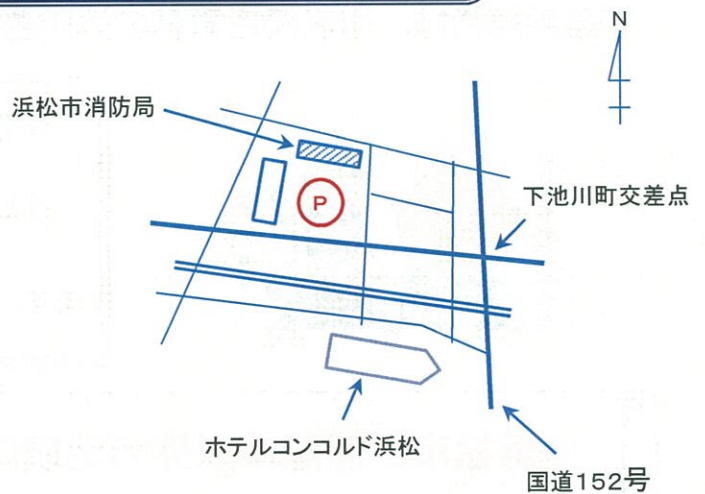 N
浜松市消防局
P
下池川町交差点
ホテルコンコルド浜松
国道152号